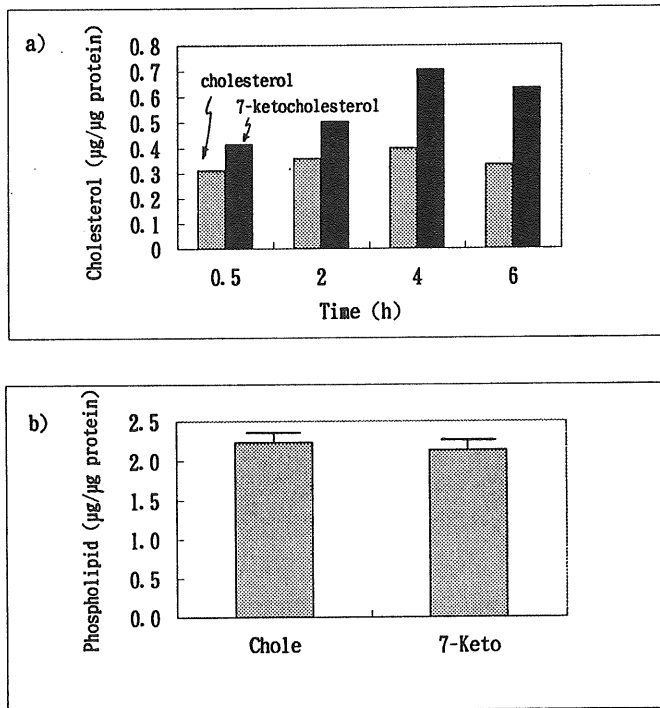 a)
Cholesterol (µg/µg protein)
0.8
0.7
0.6
0.5
0.4
0.3
0.2
0.1
0
cholesterol
7-ketocholesterol
0.5 2 4 6
Time (h)
b)
Phospholipid (µg/µg protein)
2.5
2.0
1.5
1.0
0.5
0.0
Chole 7-Keto